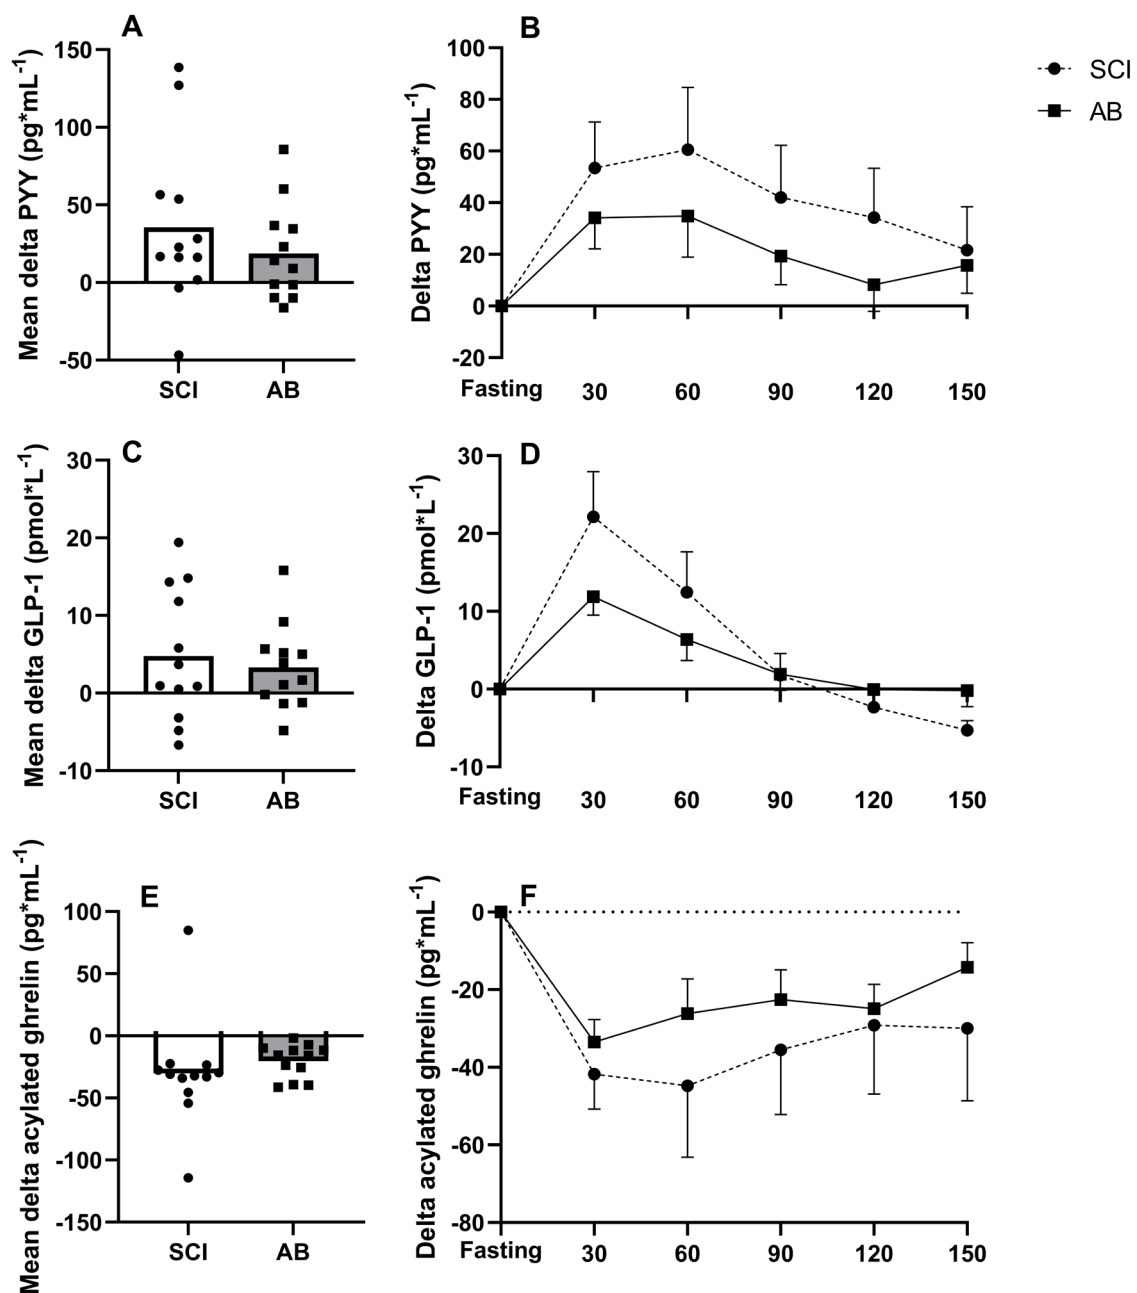 A
Mean delta PYY (pg*mL-1)
150
100
50
0
-50
SCI
AB
B
Delta PYY (pg*mL-1)
100
80
60
40
20
0
-20
Fasting
30
60
90
120
150
SCI
AB
C
Mean delta GLP-1 (pmol*L-1)
30
20
10
0
-10
SCI
AB
D
Delta GLP-1 (pmol*L-1)
30
20
10
0
-10
Fasting
30
60
90
120
150
E
Mean delta acylated ghrelin (pg*mL-1)
100
50
0
-50
-100
-150
SCI
AB
F
Delta acylated ghrelin (pg*mL-1)
0
-20
-40
-60
-80
Fasting
30
60
90
120
150